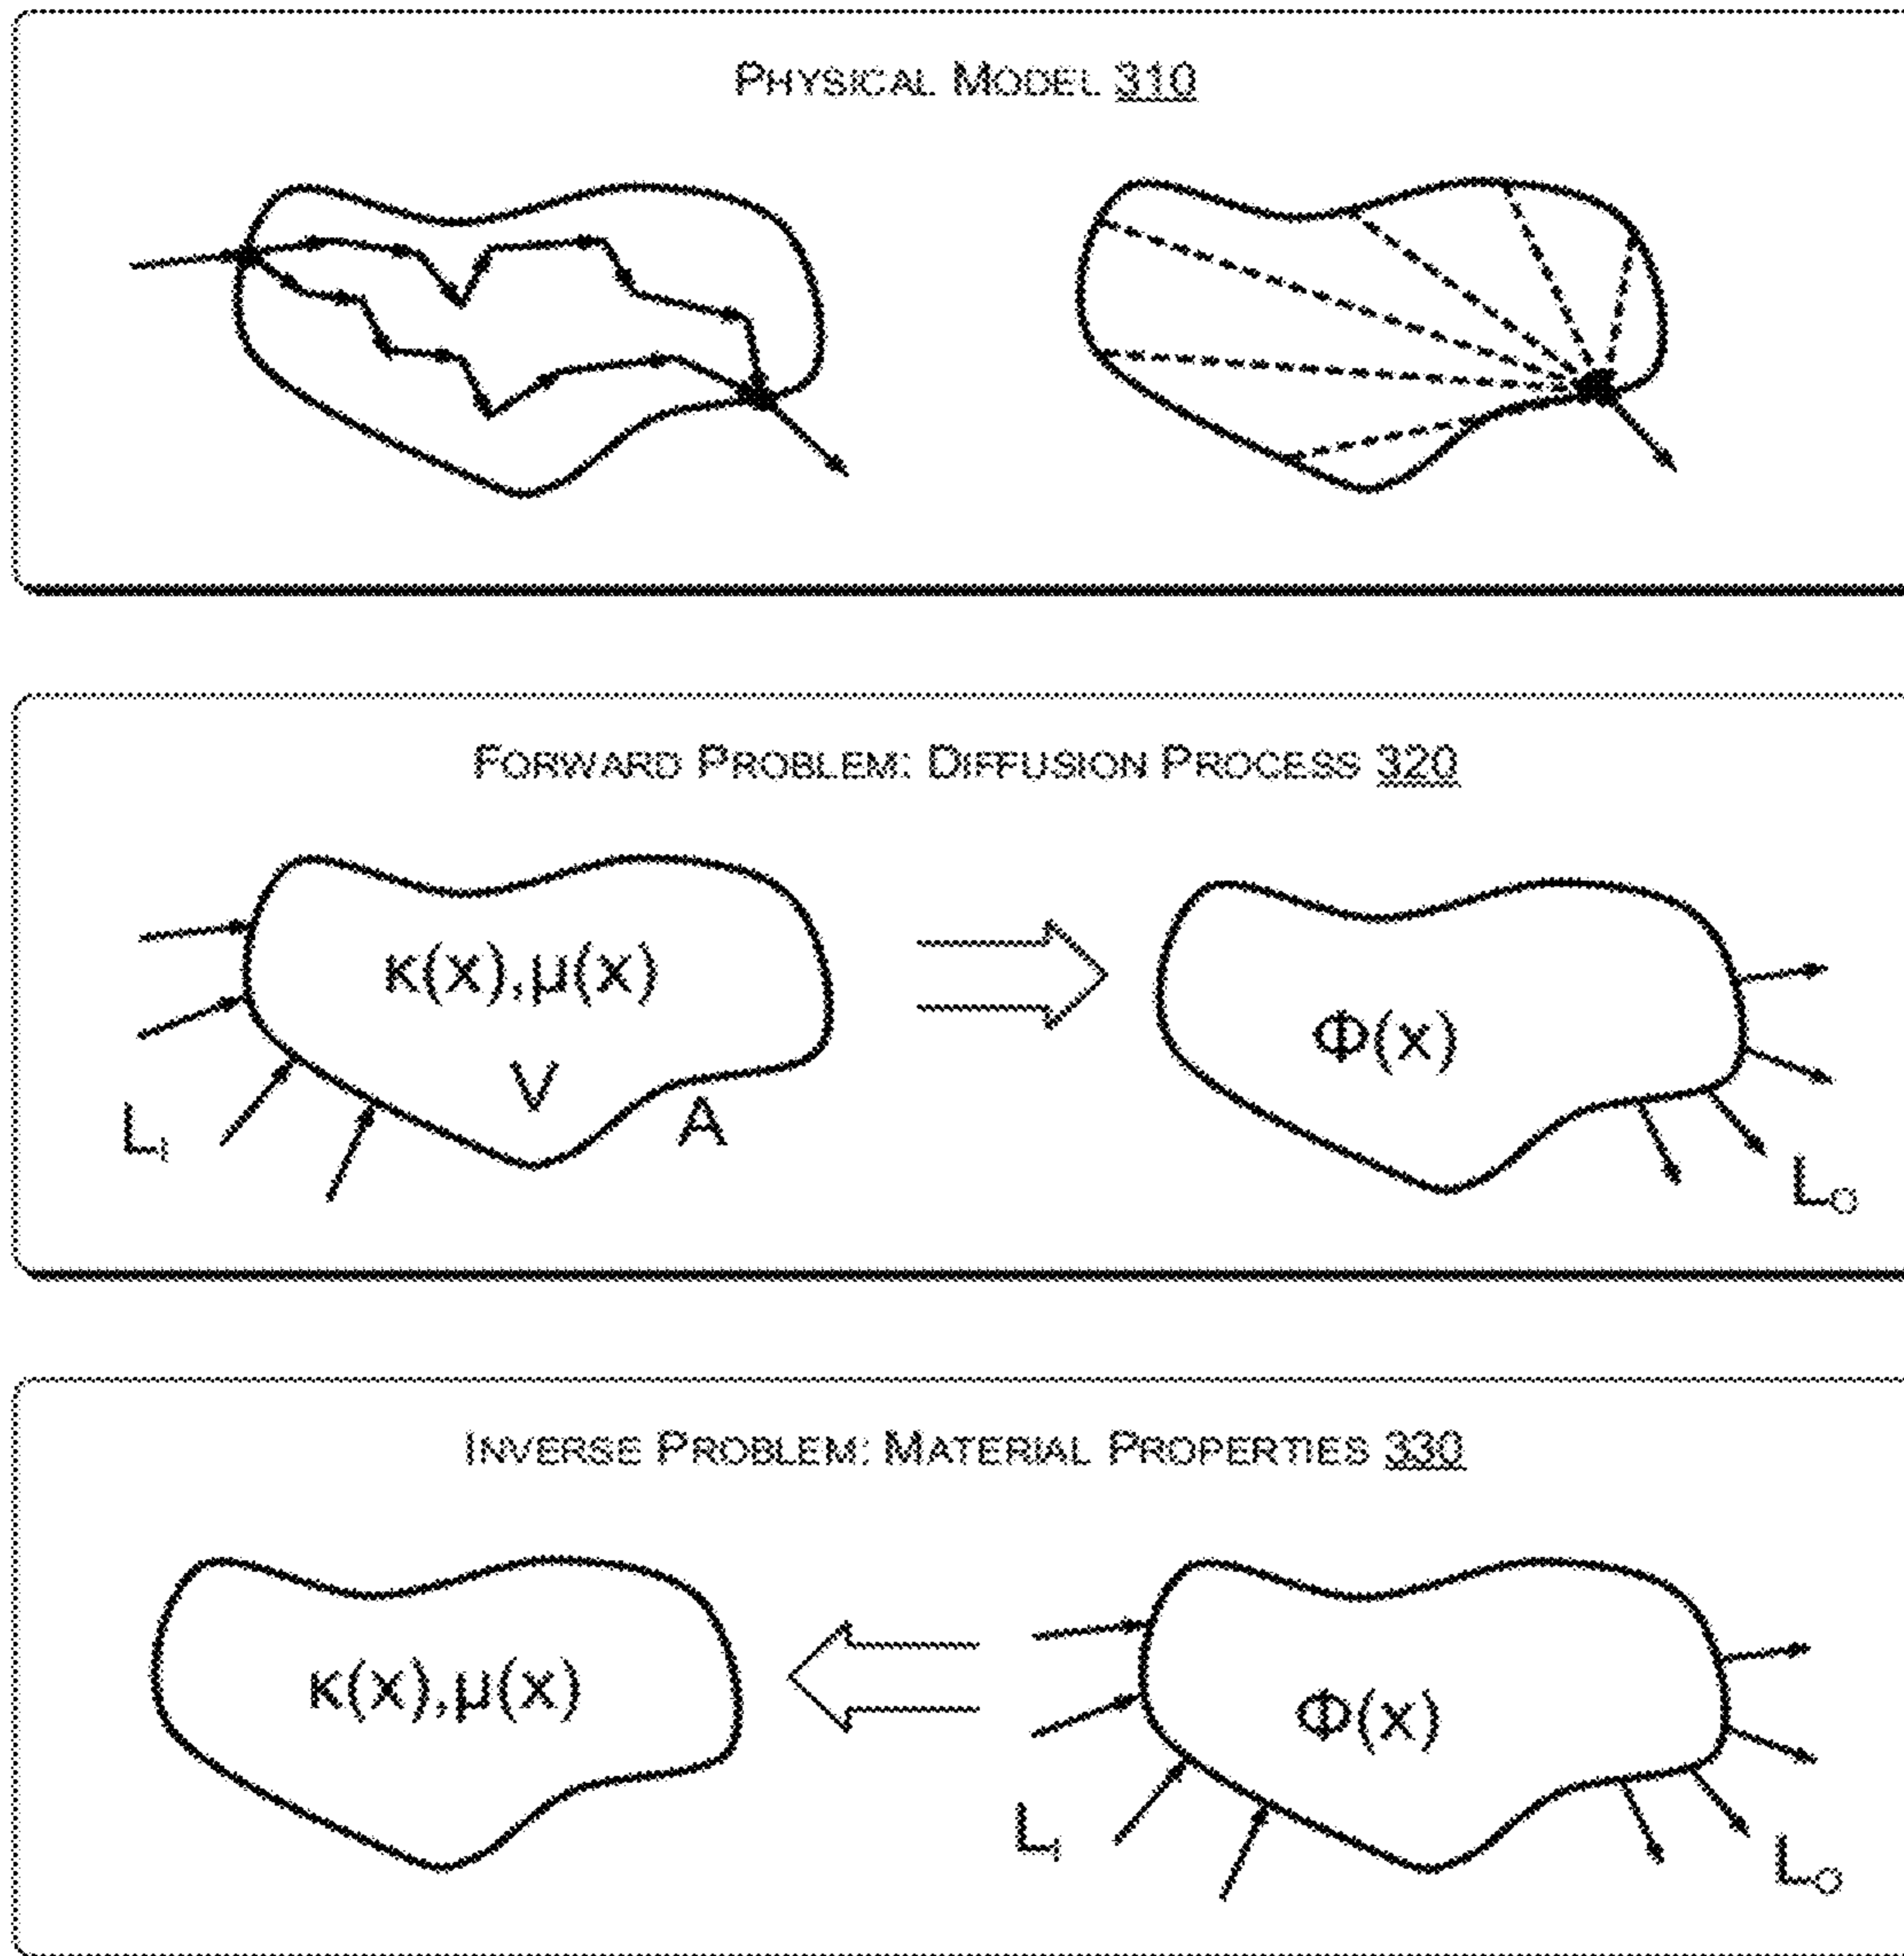 PHYSICAL MODEL 310
FORWARD PROBLEM: DIFFUSION PROCESS 320
κ(x),μ(x)
V
A
Li
Φ(x)
Lo
INVERSE PROBLEM: MATERIAL PROPERTIES 330
κ(x),μ(x)
Φ(x)
Li
Lo